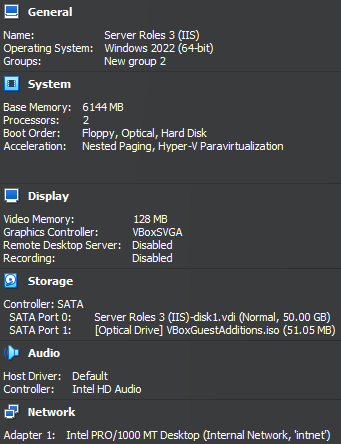 General
Name: Server Roles 3 (IIS)
Operating System: Windows 2022 (64-bit)
Groups: New group 2
System
Base Memory: 6144 MB
Processors: 2
Boot Order: Floppy, Optical, Hard Disk
Acceleration: Nested Paging, Hyper-V Paravirtualization
Display
Video Memory: 128 MB
Graphics Controller: VBoxSVGA
Remote Desktop Server: Disabled
Recording: Disabled
Storage
Controller: SATA
SATA Port 0: Server Roles 3 (IIS)-disk1.vdi (Normal, 50.00 GB)
SATA Port 1: [Optical Drive] VBoxGuestAdditions.iso (51.05 MB)
Audio
Host Driver: Default
Controller: Intel HD Audio
Network
Adapter 1: Intel PRO/1000 MT Desktop (Internal Network, 'intnet')